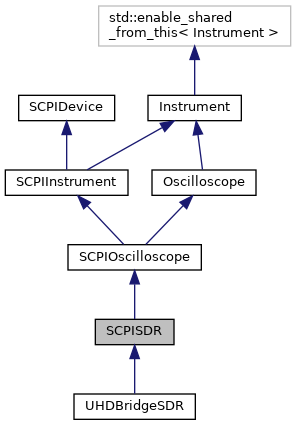 std::enable_shared
_from_this< Instrument >
SCPIDevice
Instrument
SCPIInstrument
Oscilloscope
SCPIOscilloscope
SCPISDR
UHDBridgeSDR